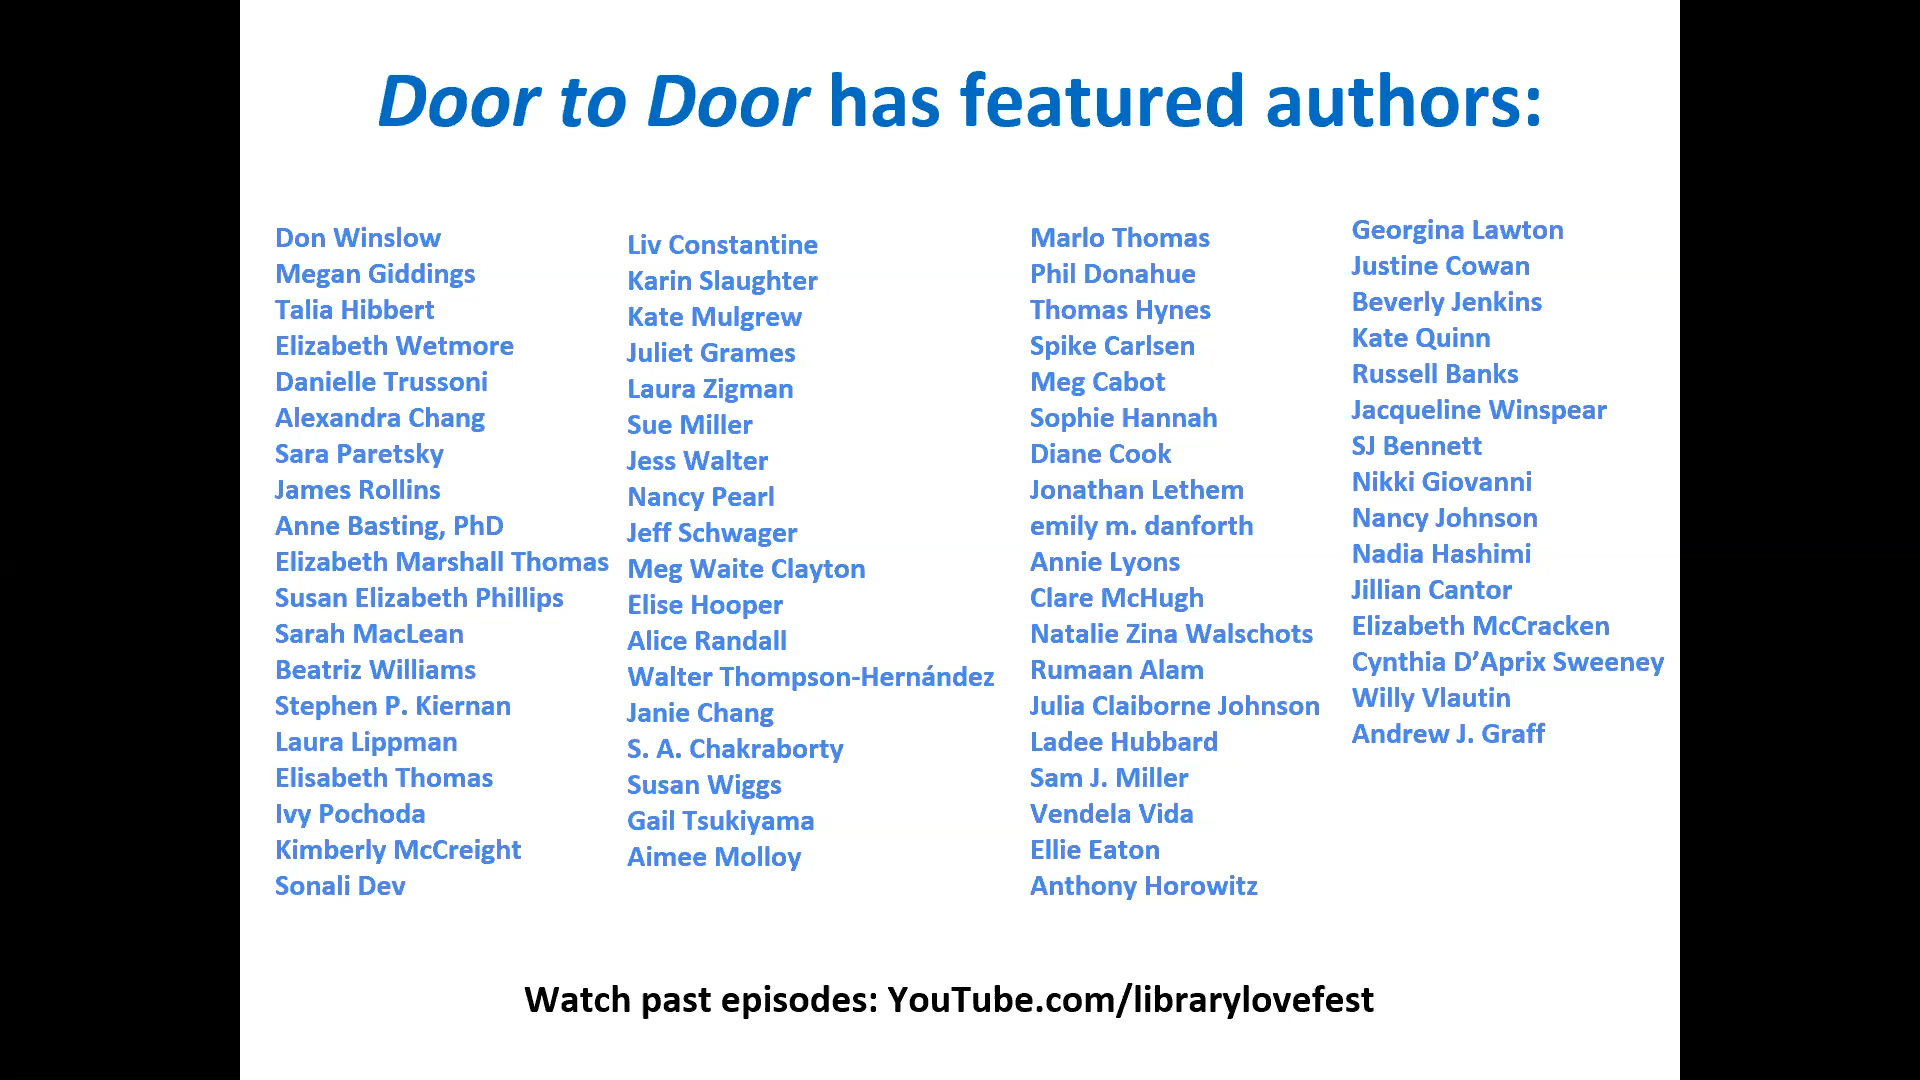 Door to Door has featured authors:
Don Winslow
Megan Giddings
Talia Hibbert
Elizabeth Wetmore
Danielle Trussoni
Alexandra Chang
Sara Paretsky
James Rollins
Anne Basting, PhD
Elizabeth Marshall Thomas
Susan Elizabeth Phillips
Sarah MacLean
Beatriz Williams
Stephen P. Kiernan
Laura Lippman
Elisabeth Thomas
Ivy Pochoda
Kimberly McCreight
Sonali Dev
Liv Constantine
Karin Slaughter
Kate Mulgrew
Juliet Grames
Laura Zigman
Sue Miller
Jess Walter
Nancy Pearl
Jeff Schwager
Meg Waite Clayton
Elise Hooper
Alice Randall
Walter Thompson-Hernández
Janie Chang
S. A. Chakraborty
Susan Wiggs
Gail Tsukiyama
Aimee Molloy
Marlo Thomas
Phil Donahue
Thomas Hynes
Spike Carlsen
Meg Cabot
Sophie Hannah
Diane Cook
Jonathan Lethem
emily m. danforth
Annie Lyons
Clare McHugh
Natalie Zina Walschots
Rumaan Alam
Julia Claiborne Johnson
Ladee Hubbard
Sam J. Miller
Vendela Vida
Ellie Eaton
Anthony Horowitz
Georgina Lawton
Justine Cowan
Beverly Jenkins
Kate Quinn
Russell Banks
Jacqueline Winspear
SJ Bennett
Nikki Giovanni
Nancy Johnson
Nadia Hashimi
Jillian Cantor
Elizabeth McCracken
Cynthia D’Aprix Sweeney
Willy Vlautin
Andrew J. Graff
Watch past episodes: YouTube.com/librarylovefest